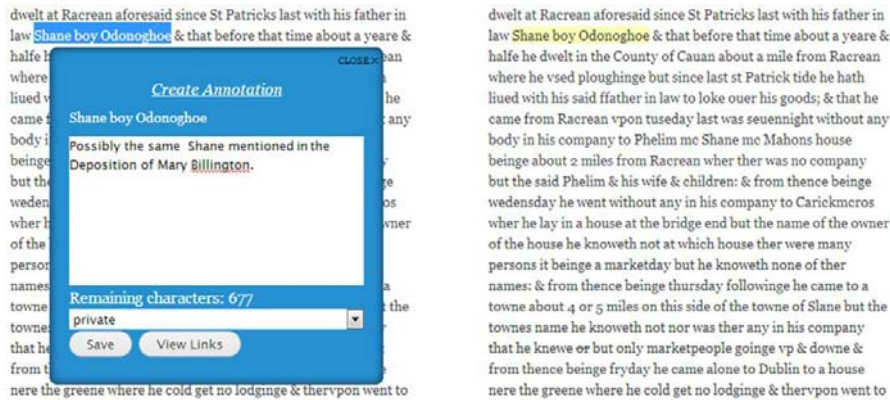 dwelt at Racrean aforesaid since St Patricks last with his father in
law Shane boy Odonoghoe & that before that time about a yeare &
halfe h
ean
where
liued w
he
came f
any
body i
beinge
but the
ge
weden
os
wher h
wner
of the
person
names
a
towne
the
townes
that he
from t
nere the greene where he cold get no lodginge & thervpon went to
CLOSE×
Create Annotation
Shane boy Odonoghoe
Possibly the same Shane mentioned in the
Deposition of Mary Billington.
Remaining characters: 677
private
Save View Links
dwelt at Racrean aforesaid since St Patricks last with his father in
law Shane boy Odonoghoe & that before that time about a yeare &
halfe he dwelt in the County of Cauan about a mile from Racrean
where he vsed ploughinge but since last st Patrick tide he hath
liued with his said ffather in law to loke ouer his goods; & that he
came from Racrean vpon tuseday last was seuennight without any
body in his company to Phelim mc Shane mc Mahons house
beinge about 2 miles from Racrean wher ther was no company
but the said Phelim & his wife & children: & from thence beinge
wedensday he went without any in his company to Carickmcros
wher he lay in a house at the bridge end but the name of the owner
of the house he knoweth not at which house ther were many
persons it beinge a marketday but he knoweth none of ther
names: & from thence beinge thursday followinge he came to a
towne about 4 or 5 miles on this side of the towne of Slane but the
townes name he knoweth not nor was ther any in his company
that he knewe or but only marketpeople goinge vp & downe &
from thence beinge fryday he came alone to Dublin to a house
nere the greene where he cold get no lodginge & thervpon went to